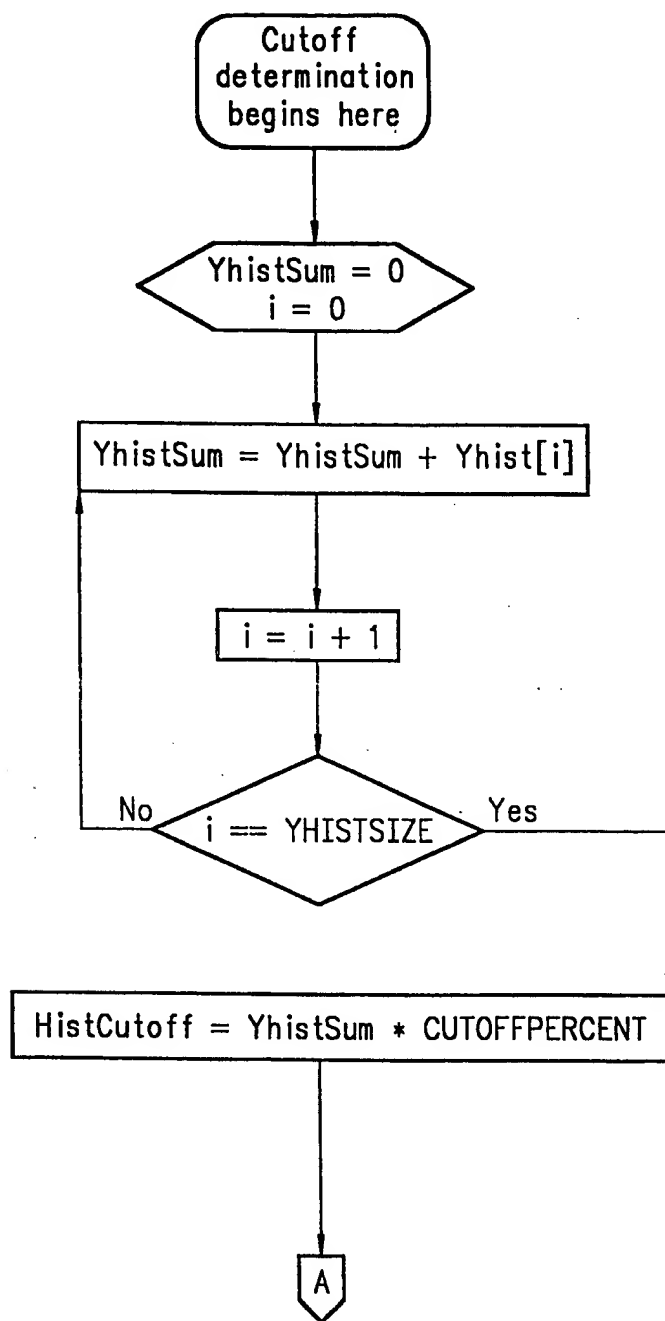 Cutoff
determination
begins here
YhistSum = 0
i = 0
YhistSum = YhistSum + Yhist[i]
i = i + 1
No
i == YHISTSIZE
Yes
HistCutoff = YhistSum * CUTOFFPERCENT
A